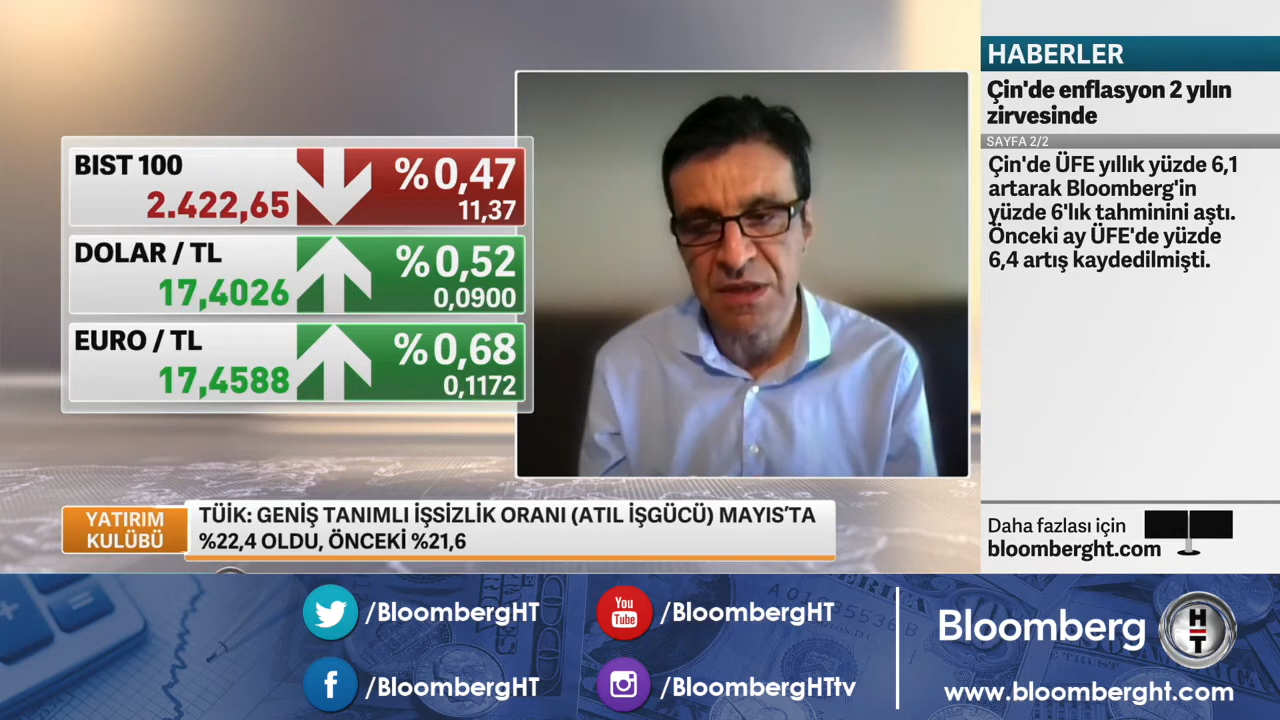 BIST 100
2.422,65
%0,47
11,37
DOLAR / TL
17,4026
%0,52
0,0900
EURO / TL
17,4588
%0,68
0,1172
YATIRIM
KULÜBÜ
TÜİK: GENİŞ TANIMLI İŞSİZLİK ORANI (ATIL İŞGÜCÜ) MAYIS’TA
%22,4 OLDU, ÖNCEKİ %21,6
HABERLER
Çin'de enflasyon 2 yılın
zirvesinde
SAYFA 2/2
Çin'de ÜFE yıllık yüzde 6,1
artarak Bloomberg'in
yüzde 6'lık tahminini aştı.
Önceki ay ÜFE'de yüzde
6,4 artış kaydedilmişti.
Daha fazlası için
bloomberght.com
/BloombergHT
You
Tube
/BloombergHT
f
/BloombergHT
/BloombergHTtv
Bloomberg
HT
www.bloomberght.com